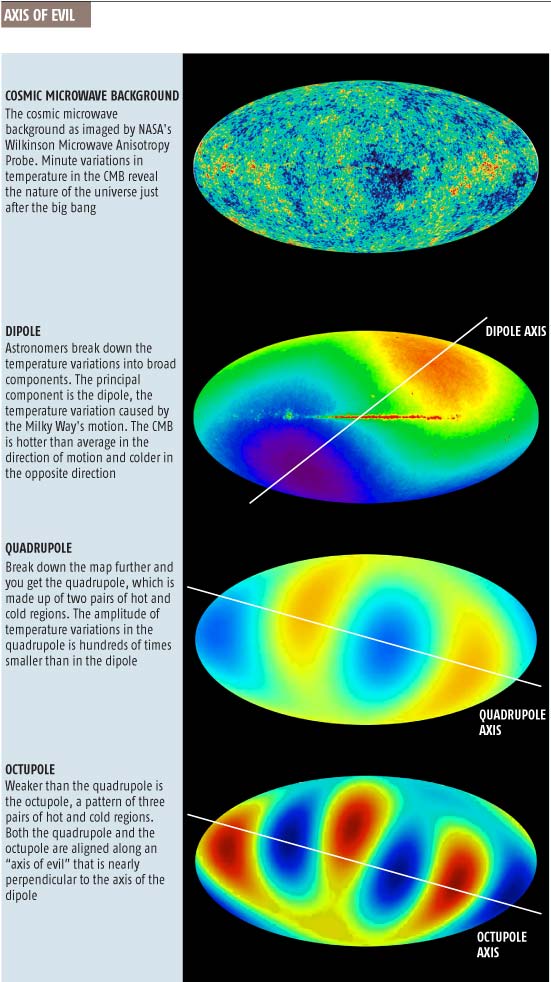 AXIS OF EVIL
COSMIC MICROWAVE BACKGROUND
The cosmic microwave
background as imaged by NASA's
Wilkinson Microwave Anisotropy
Probe. Minute variations in
temperature in the CMB reveal
the nature of the universe just
after the big bang
DIPOLE
Astronomers break down the
temperature variations into broad
components. The principal
component is the dipole, the
temperature variation caused by
the Milky Way's motion. The CMB
is hotter than average in the
direction of motion and colder in
the opposite direction
DIPOLE AXIS
QUADRUPOLE
Break down the map further and
you get the quadrupole, which is
made up of two pairs of hot and
cold regions. The amplitude of
temperature variations in the
quadrupole is hundreds of times
smaller than in the dipole
QUADRUPOLE
AXIS
OCTUPOLE
Weaker than the quadrupole is
the octupole, a pattern of three
pairs of hot and cold regions.
Both the quadrupole and the
octupole are aligned along an
“axis of evil” that is nearly
perpendicular to the axis of the
dipole
OCTUPOLE
AXIS